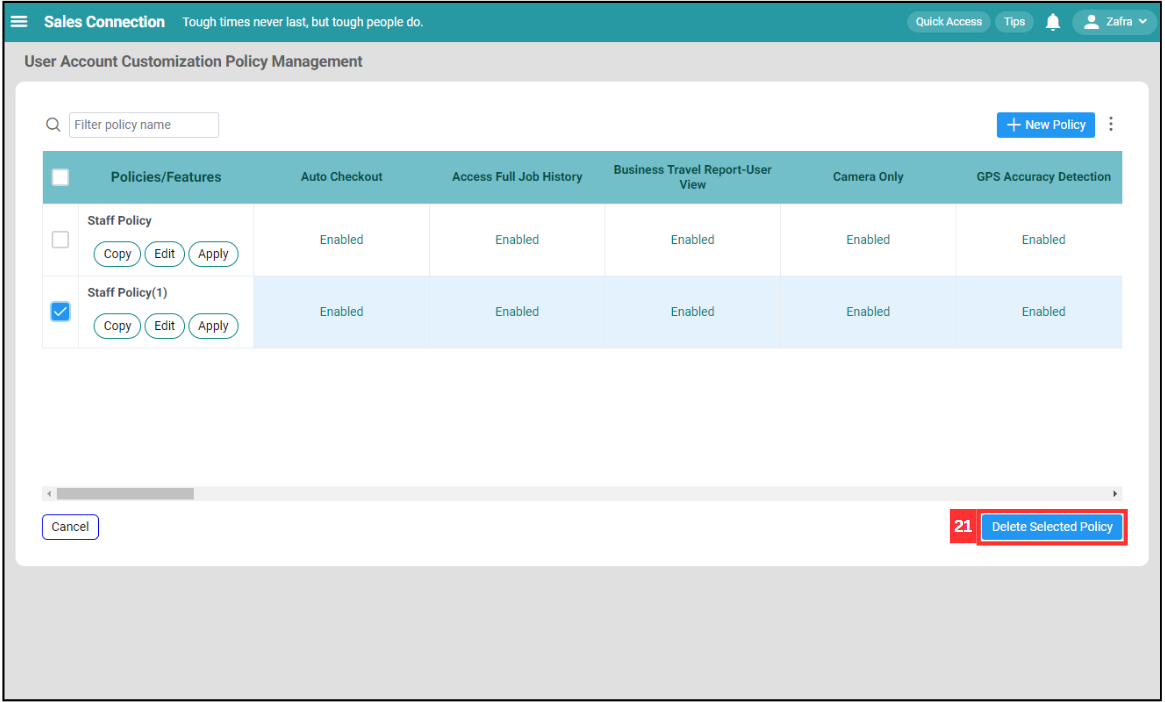 Sales Connection Tough times never last, but tough people do. Quick Access Tips Zafra
User Account Customization Policy Management
Filter policy name + New Policy
Policies/Features Auto Checkout Access Full Job History Business Travel Report-User View Camera Only GPS Accuracy Detection
Staff Policy
Copy Edit Apply Enabled Enabled Enabled Enabled Enabled
Staff Policy(1)
Copy Edit Apply Enabled Enabled Enabled Enabled Enabled
Cancel 21 Delete Selected Policy